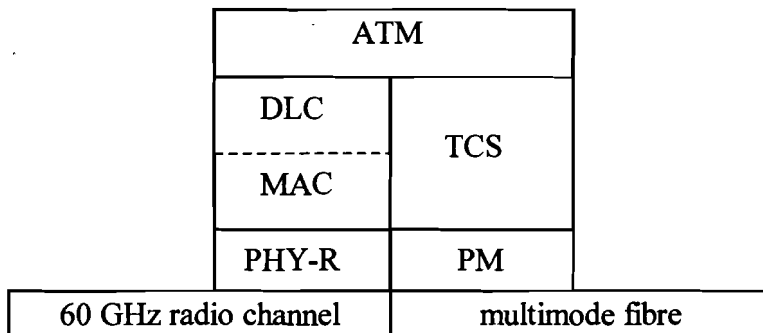 ATM
DLC
TCS
MAC
PHY-R PM
60 GHz radio channel multimode fibre